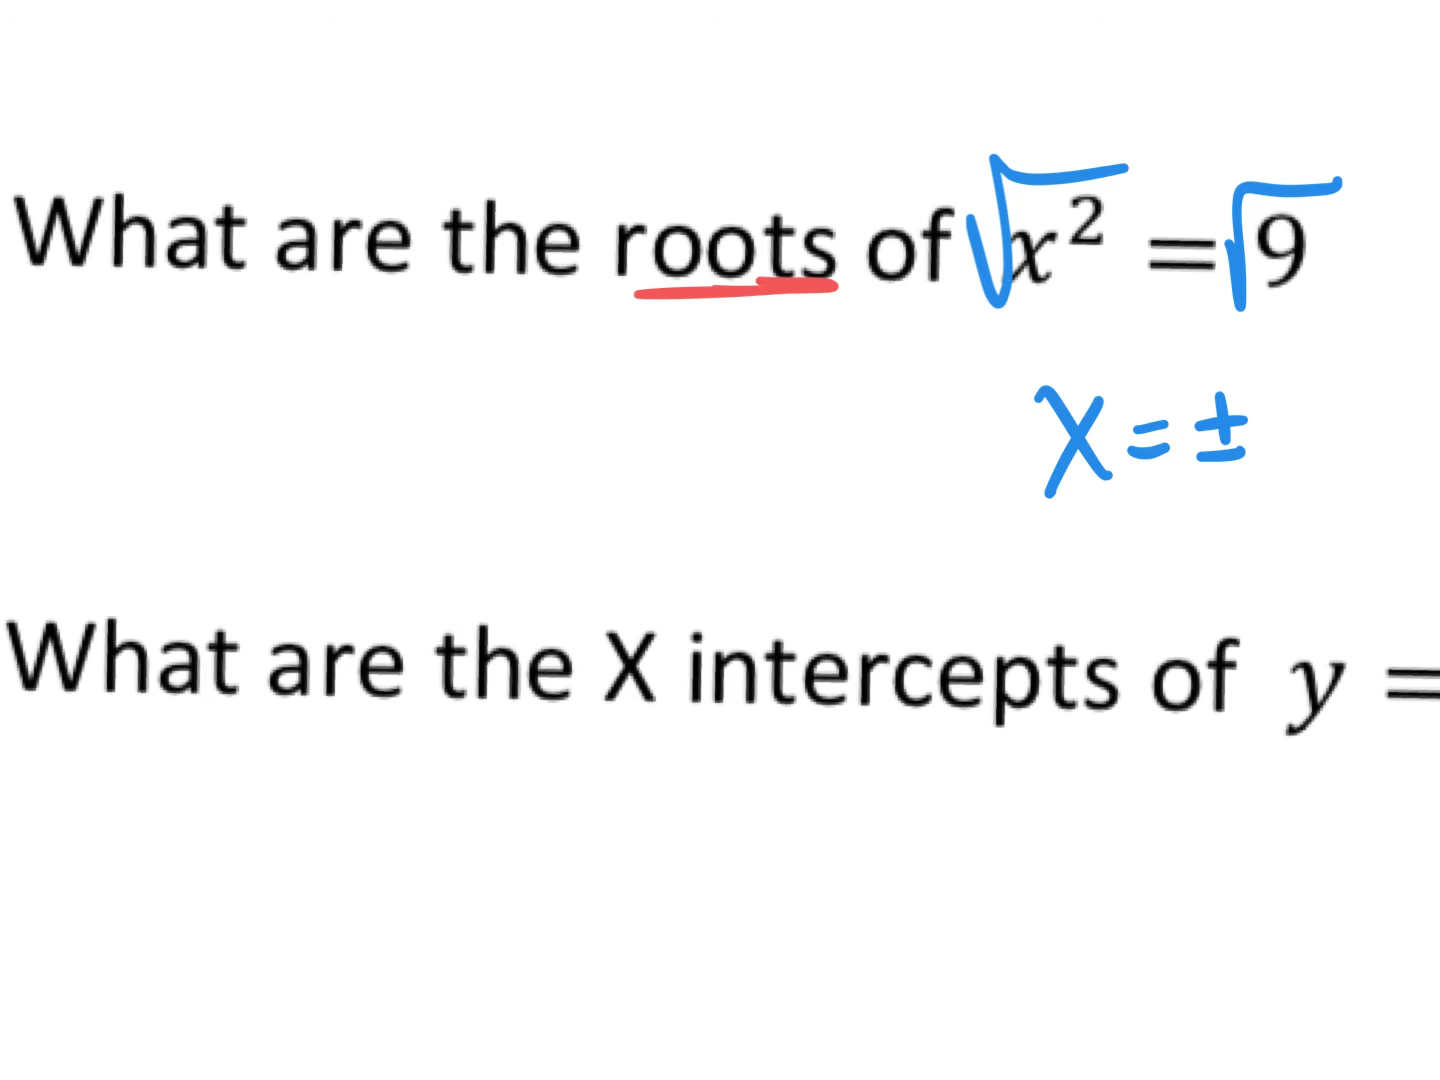 What are the roots of √x² = √9
X = ±
What are the X intercepts of y =